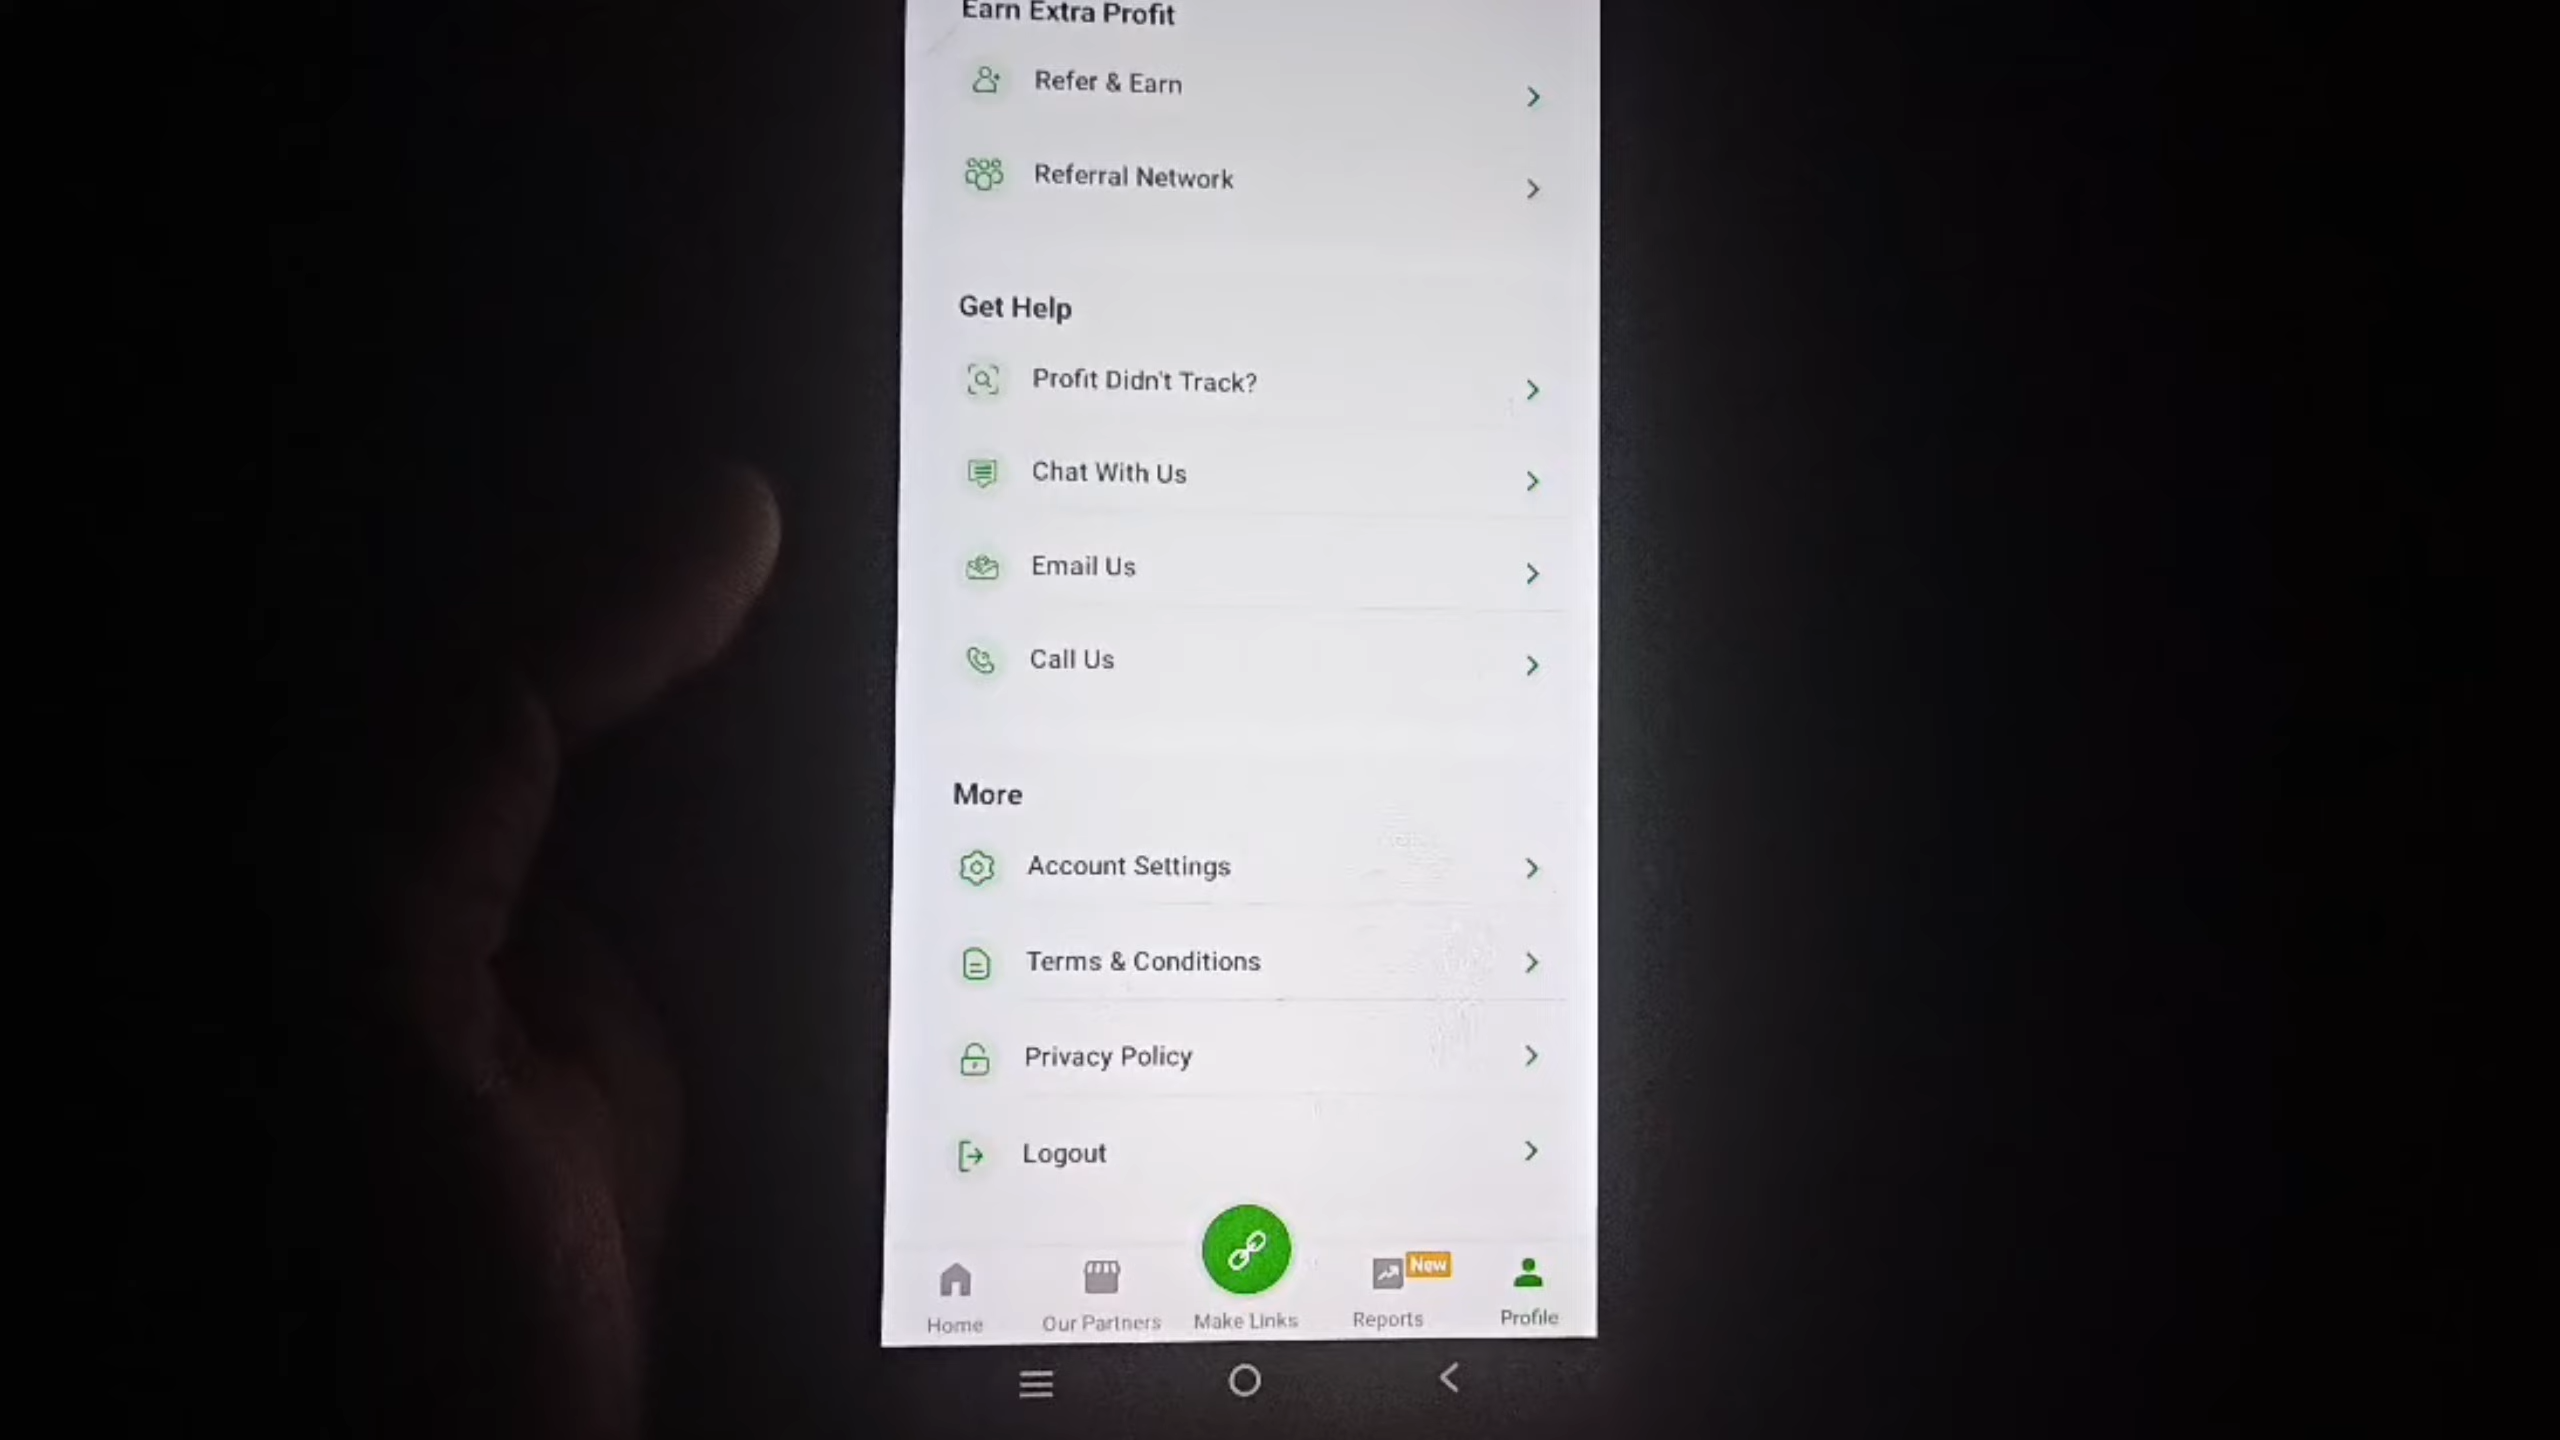 Earn Extra Profit
Refer & Earn
Referral Network
Get Help
Profit Didn't Track?
Chat With Us
Email Us
Call Us
More
Account Settings
Terms & Conditions
Privacy Policy
Logout
New
Home
Our Partners
Make Links
Reports
Profile